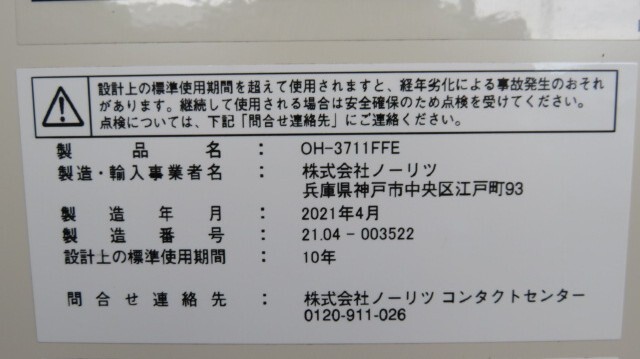 設計上の標準使用期間を超えて使用されますと、経年劣化による事故発生のおそれ
があります。継続して使用される場合は安全確保のため点検を受けてください。
点検については、下記「問合せ連絡先」にご連絡ください。
製品名 : OH-3711FFE
製造・輸入事業者名 : 株式会社ノーリツ
兵庫県神戸市中央区江戸町93
製造年月 : 2021年4月
製造番号 : 21.04-003522
設計上の標準使用期間 : 10年
問合せ連絡先 : 株式会社ノーリツ コンタクトセンター
0120-911-026